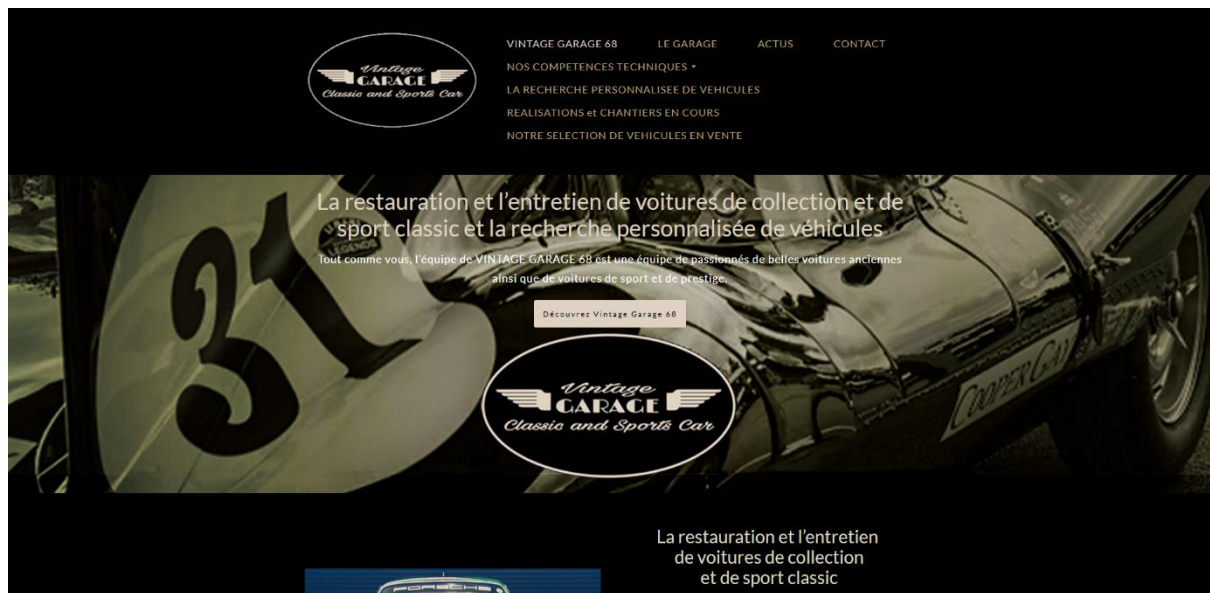 Vintage
GARAGE
Classic and Sports Car
VINTAGE GARAGE 68 LE GARAGE ACTUS CONTACT
NOS COMPETENCES TECHNIQUES
LA RECHERCHE PERSONNALISEE DE VEHICULES
REALISATIONS et CHANTIERS EN COURS
NOTRE SELECTION DE VEHICULES EN VENTE
La restauration et l’entretien de voitures de collection et de
sport classic et la recherche personnalisée de véhicules
Tout comme vous, l’équipe de VINTAGE GARAGE 68 est une équipe de passionnés de belles voitures anciennes
ainsi que de voitures de sport et de prestige.
Découvrez Vintage Garage 68
31
LEGENDS
Vintage
GARAGE
Classic and Sports Car
COOPER
La restauration et l’entretien
de voitures de collection
et de sport classic
PORSCHE